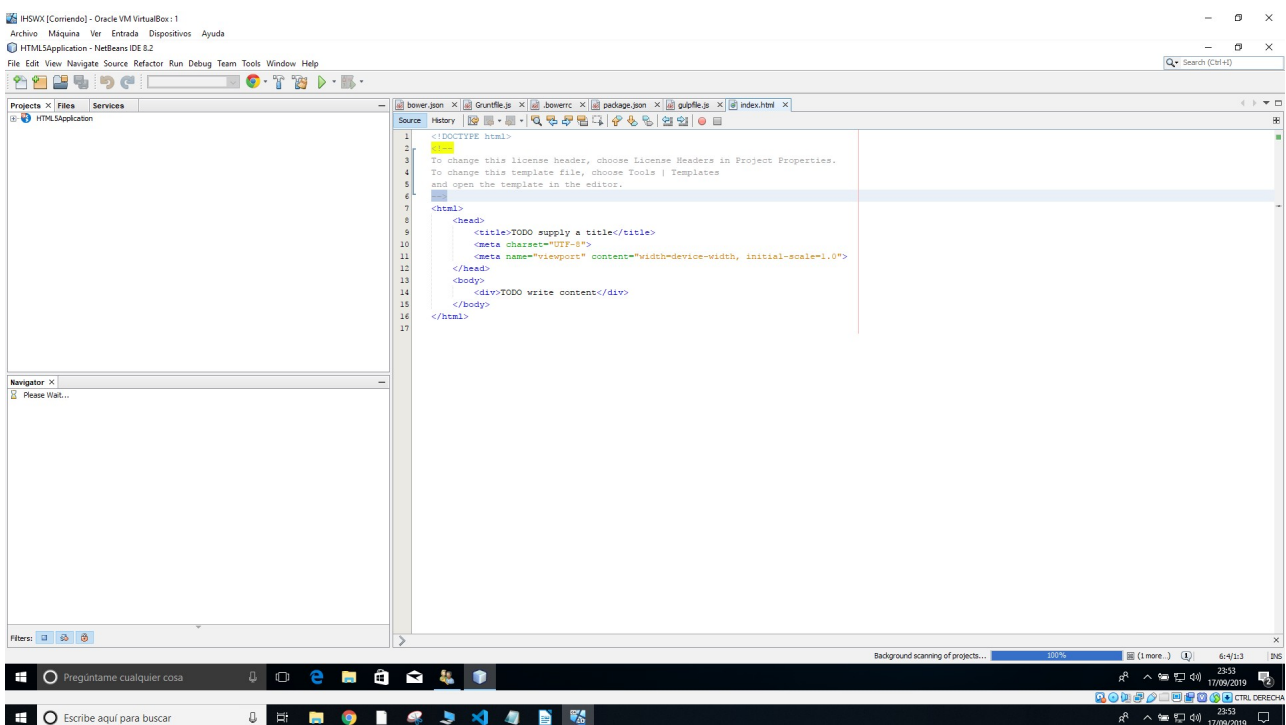 IHSWX [Corriendo] - Oracle VM VirtualBox : 1
Archivo Máquina Ver Entrada Dispositivos Ayuda
HTML5Application - NetBeans IDE 8.2
File Edit View Navigate Source Refactor Run Debug Team Tools Window Help
Search (Ctrl+I)
Projects Files Services
HTML5Application
bower.json Gruntfile.js .bowerrc package.json gulpfile.js index.html
Source History
1 <!DOCTYPE html>
2 <!--
3 To change this license header, choose License Headers in Project Properties.
4 To change this template file, choose Tools | Templates
5 and open the template in the editor.
6 -->
7 <html>
8 <head>
9 <title>TODO supply a title</title>
10 <meta charset="UTF-8">
11 <meta name="viewport" content="width=device-width, initial-scale=1.0">
12 </head>
13 <body>
14 <div>TODO write content</div>
15 </body>
16 </html>
17
Navigator
Please Wait...
Filters:
Background scanning of projects... 100% (1 more...) 1 6:4/1:3 INS
Pregúntame cualquier cosa
23:53
17/09/2019
2
CTRL DERECHA
Escribe aquí para buscar
23:53
17/09/2019